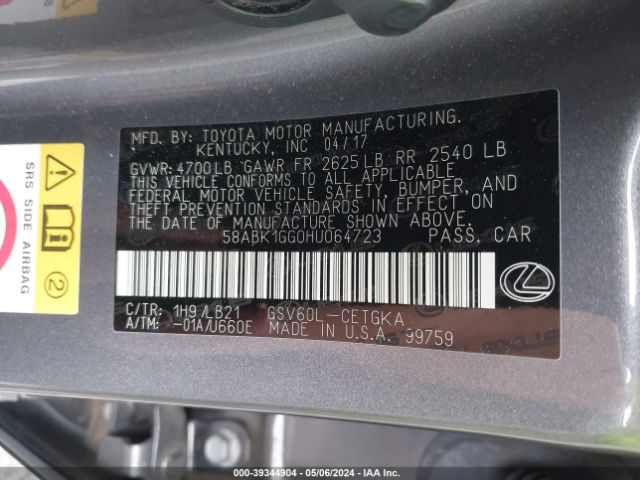 MFD. BY: TOYOTA MOTOR MANUFACTURING.
KENTUCKY, INC 04/17
GVWR: 4700LB GAWR FR 2625LB RR 2540 LB
THIS VEHICLE CONFORMS TO ALL APPLICABLE
FEDERAL MOTOR VEHICLE SAFETY, BUMPER, AND
THEFT PREVENTION STANDARDS IN EFFECT ON
THE DATE OF MANUFACTURE SHOWN ABOVE.
58ABK1GG0HU064723 PASS. CAR
C/TR: 1H9/LB21 GSV60L-CETGKA
A/TM: -01A/U660E MADE IN U.S.A. 99759
SRS SIDE AIRBAG
2
000-39344904 - 05/06/2024 - IAAI.COM